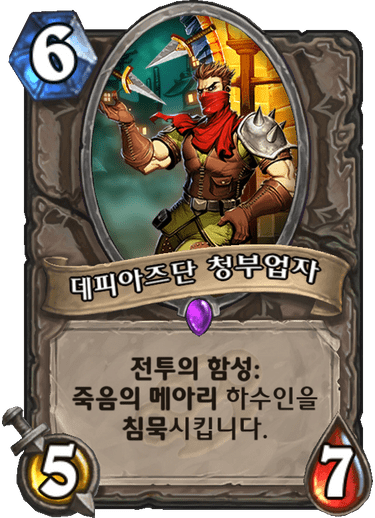 6
데피아즈단 청부업자
전투의 함성:
죽음의 메아리 하수인을
침묵시킵니다.
5
7